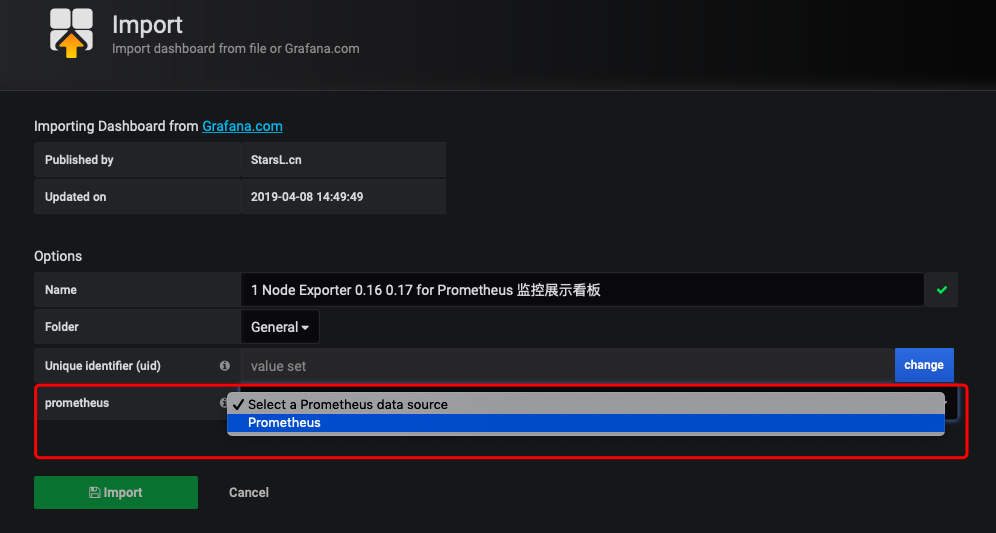 Import
Import dashboard from file or Grafana.com
Importing Dashboard from Grafana.com
Published by StarsL.cn
Updated on 2019-04-08 14:49:49
Options
Name 1 Node Exporter 0.16 0.17 for Prometheus 监控展示看板
Folder General
Unique identifier (uid) value set change
prometheus Select a Prometheus data source
Prometheus
Import Cancel